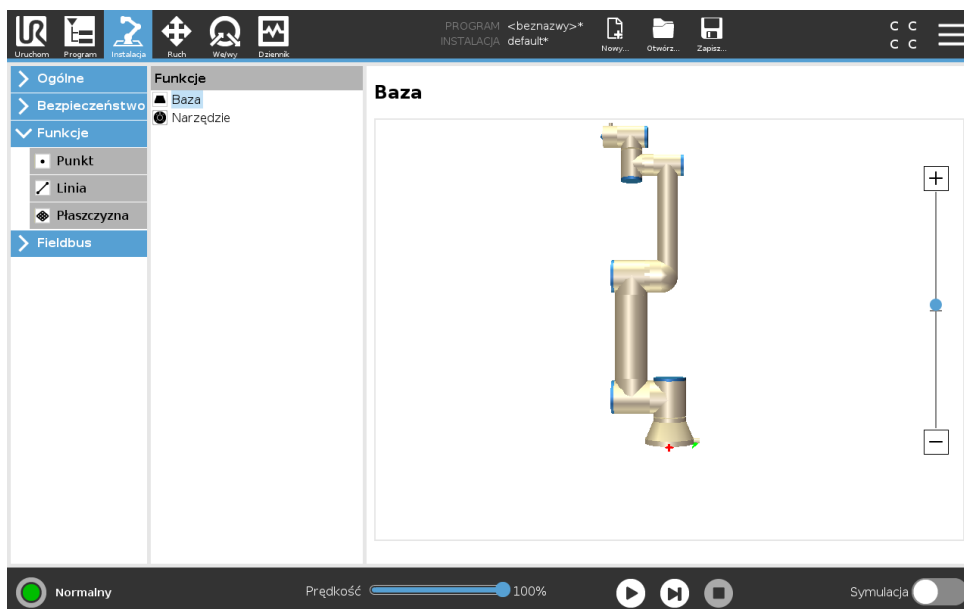 UR
Uruchom
Program
Instalacja
Ruch
We/wy
Dziennik
PROGRAM <beznazwy>*
INSTALACJA default*
Nowy...
Otwórz...
Zapisz...
C C
C C
Ogólne
Bezpieczeństwo
Funkcje
Punkt
Linia
Płaszczyzna
Fieldbus
Funkcje
Baza
Narzędzie
Baza
Normalny
Prędkość
100%
Symulacja